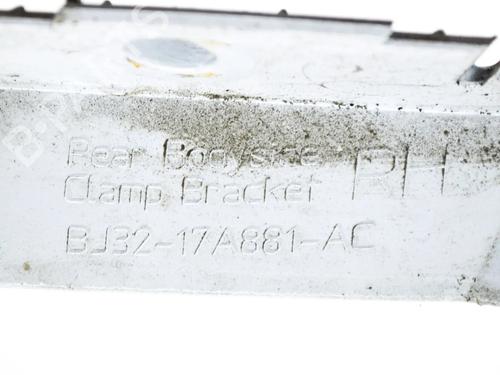 Rear Bodyside
Clamp Bracket RH
BJ32-17A881-AC